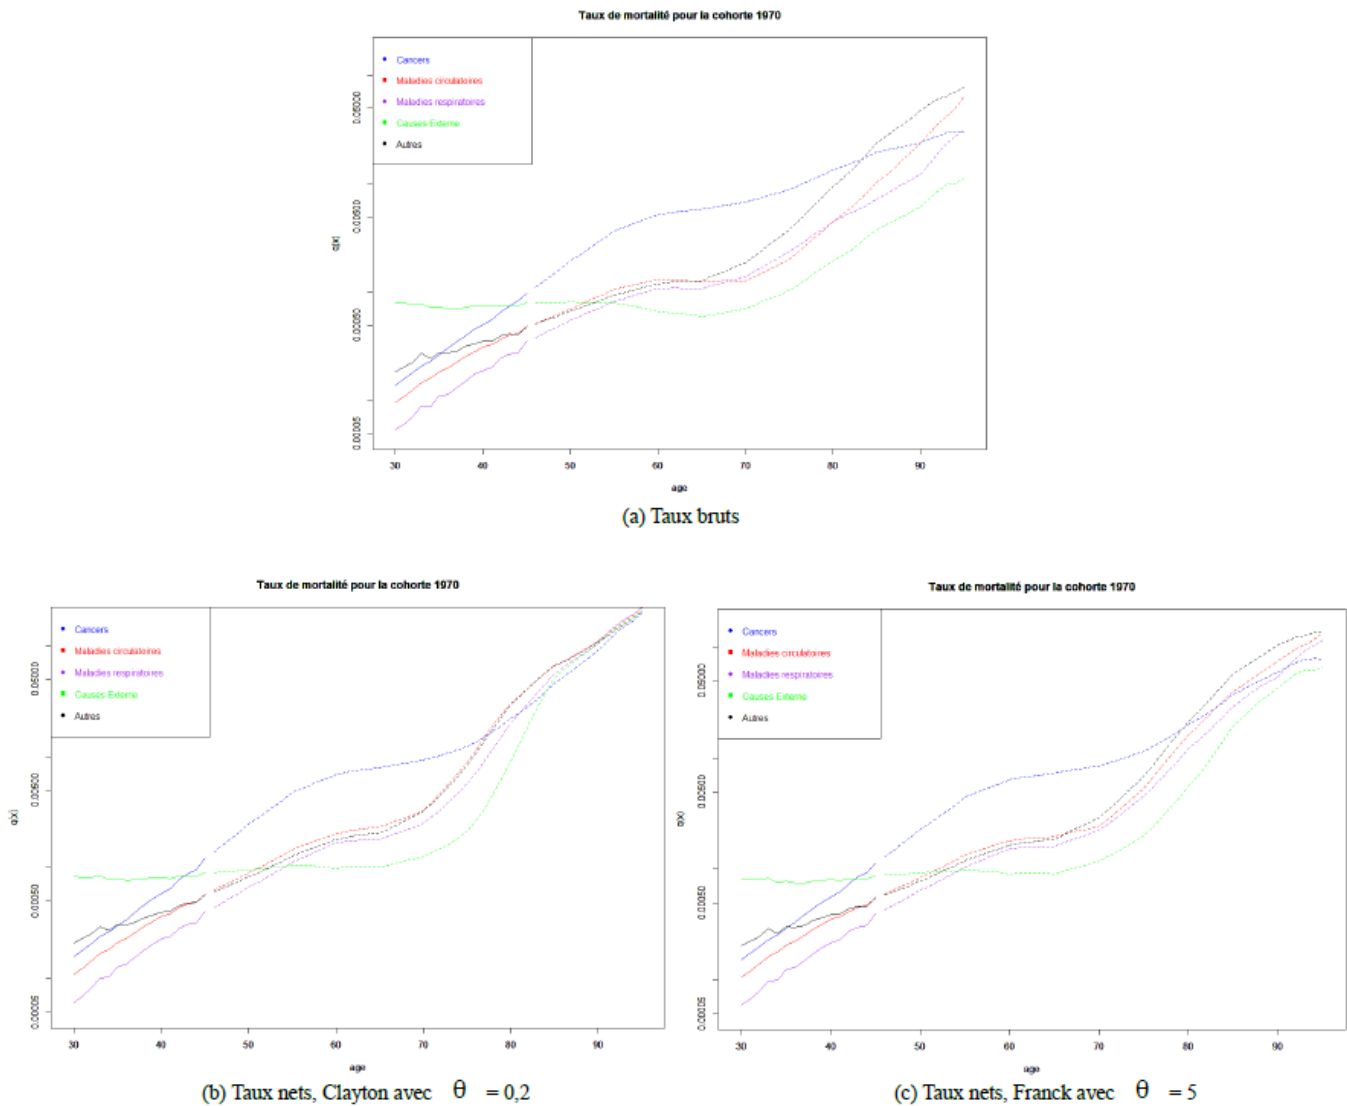 Taux de mortalité pour la cohorte 1970
Cancers
Maladies circulatoires
Maladies respiratoires
Causes Externe
Autres
q(x)
0.05000
0.00500
0.00050
0.00005
30
40
50
60
70
80
90
age
(a) Taux bruts
Taux de mortalité pour la cohorte 1970
Cancers
Maladies circulatoires
Maladies respiratoires
Causes Externe
Autres
q(x)
0.05000
0.00500
0.00050
0.00005
30
40
50
60
70
80
90
age
(b) Taux nets, Clayton avec θ = 0,2
Taux de mortalité pour la cohorte 1970
Cancers
Maladies circulatoires
Maladies respiratoires
Causes Externe
Autres
q(x)
0.05000
0.00500
0.00050
0.00005
30
40
50
60
70
80
90
age
(c) Taux nets, Franck avec θ = 5